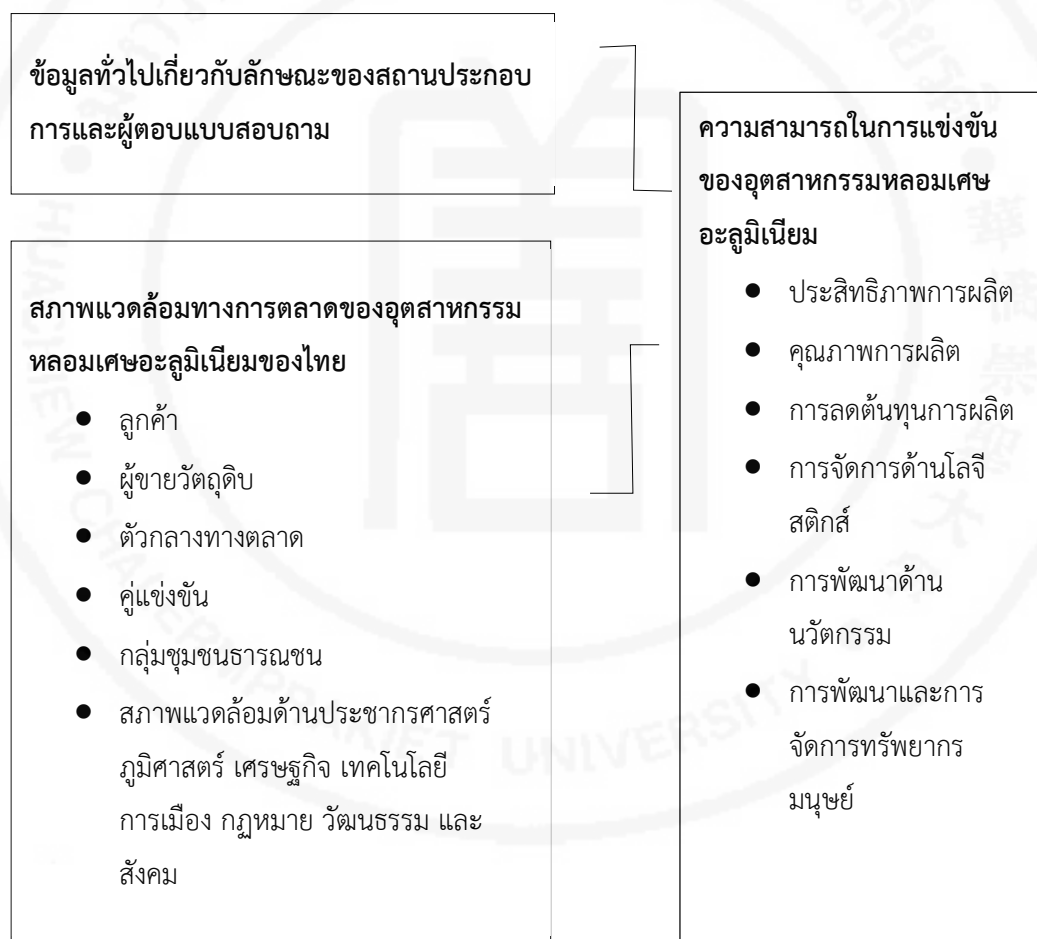 ข้อมูลทั่วไปเกี่ยวกับลักษณะของสถานประกอบ
การและผู้ตอบแบบสอบถาม
สภาพแวดล้อมทางการตลาดของอุตสาหกรรม
หลอมเศษอะลูมิเนียมของไทย
● ลูกค้า
● ผู้ขายวัตถุดิบ
● ตัวกลางทางตลาด
● คู่แข่งขัน
● กลุ่มชุมชนธารณชน
● สภาพแวดล้อมด้านประชากรศาสตร์
ภูมิศาสตร์ เศรษฐกิจ เทคโนโลยี
การเมือง กฎหมาย วัฒนธรรม และ
สังคม
ความสามารถในการแข่งขัน
ของอุตสาหกรรมหลอมเศษ
อะลูมิเนียม
● ประสิทธิภาพการผลิต
● คุณภาพการผลิต
● การลดต้นทุนการผลิต
● การจัดการด้านโลจี
สติกส์
● การพัฒนาด้าน
นวัตกรรม
● การพัฒนาและการ
จัดการทรัพยากร
มนุษย์
HUACHIEW CHALERMPRAKIET UNIVERSITY